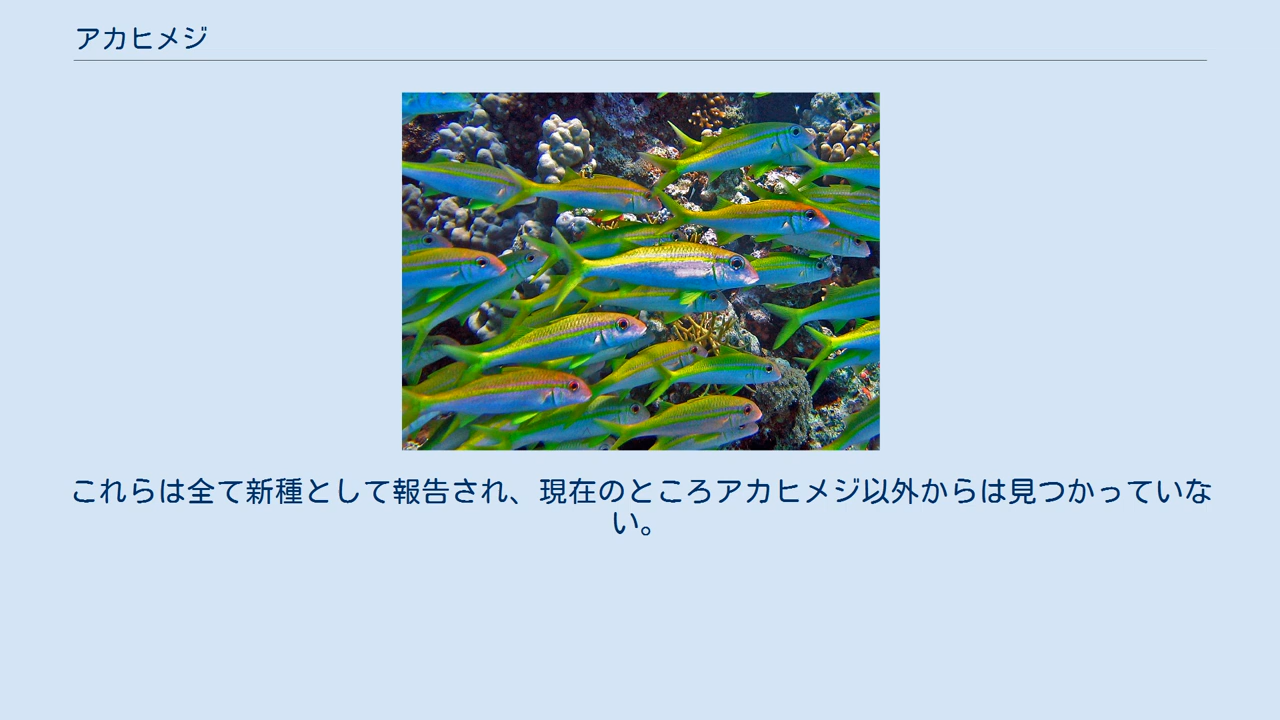 アカヒメジ
これらは全て新種として報告され、現在のところアカヒメジ以外からは見つかっていな
い。